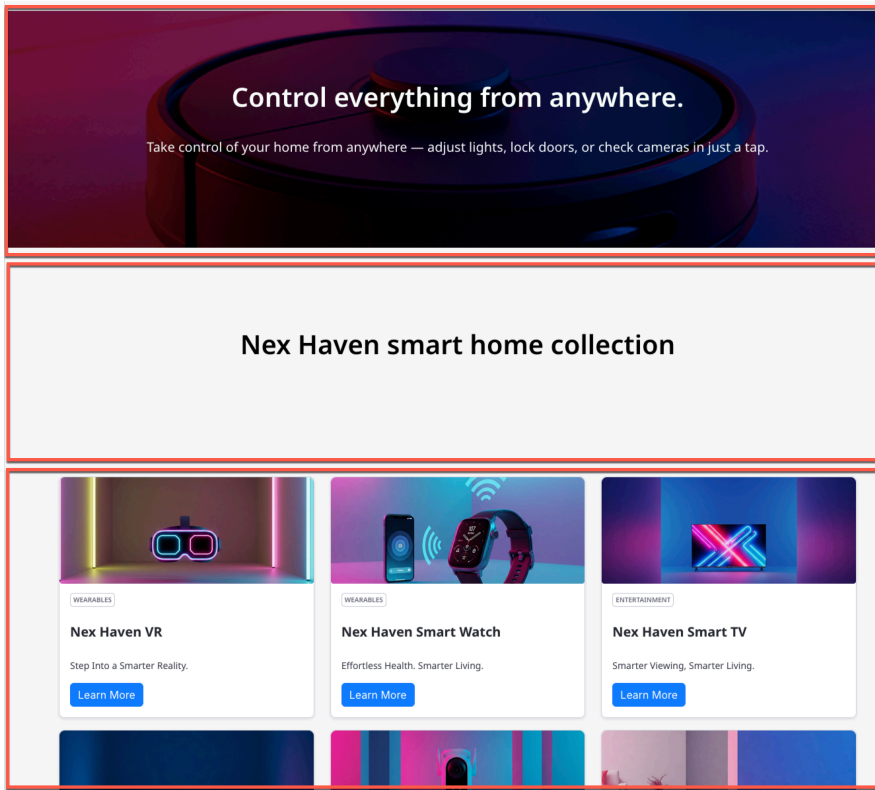 Control everything from anywhere.
Take control of your home from anywhere — adjust lights, lock doors, or check cameras in just a tap.
Nex Haven smart home collection
WEARABLES
Nex Haven VR
Step Into a Smarter Reality.
Learn More
WEARABLES
Nex Haven Smart Watch
Effortless Health. Smarter Living.
Learn More
ENTERTAINMENT
Nex Haven Smart TV
Smarter Viewing, Smarter Living.
Learn More